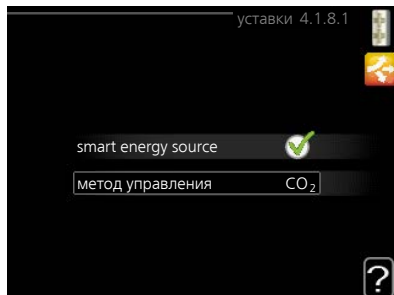 уставки 4.1.8.1
smart energy source
метод управления CO₂
?